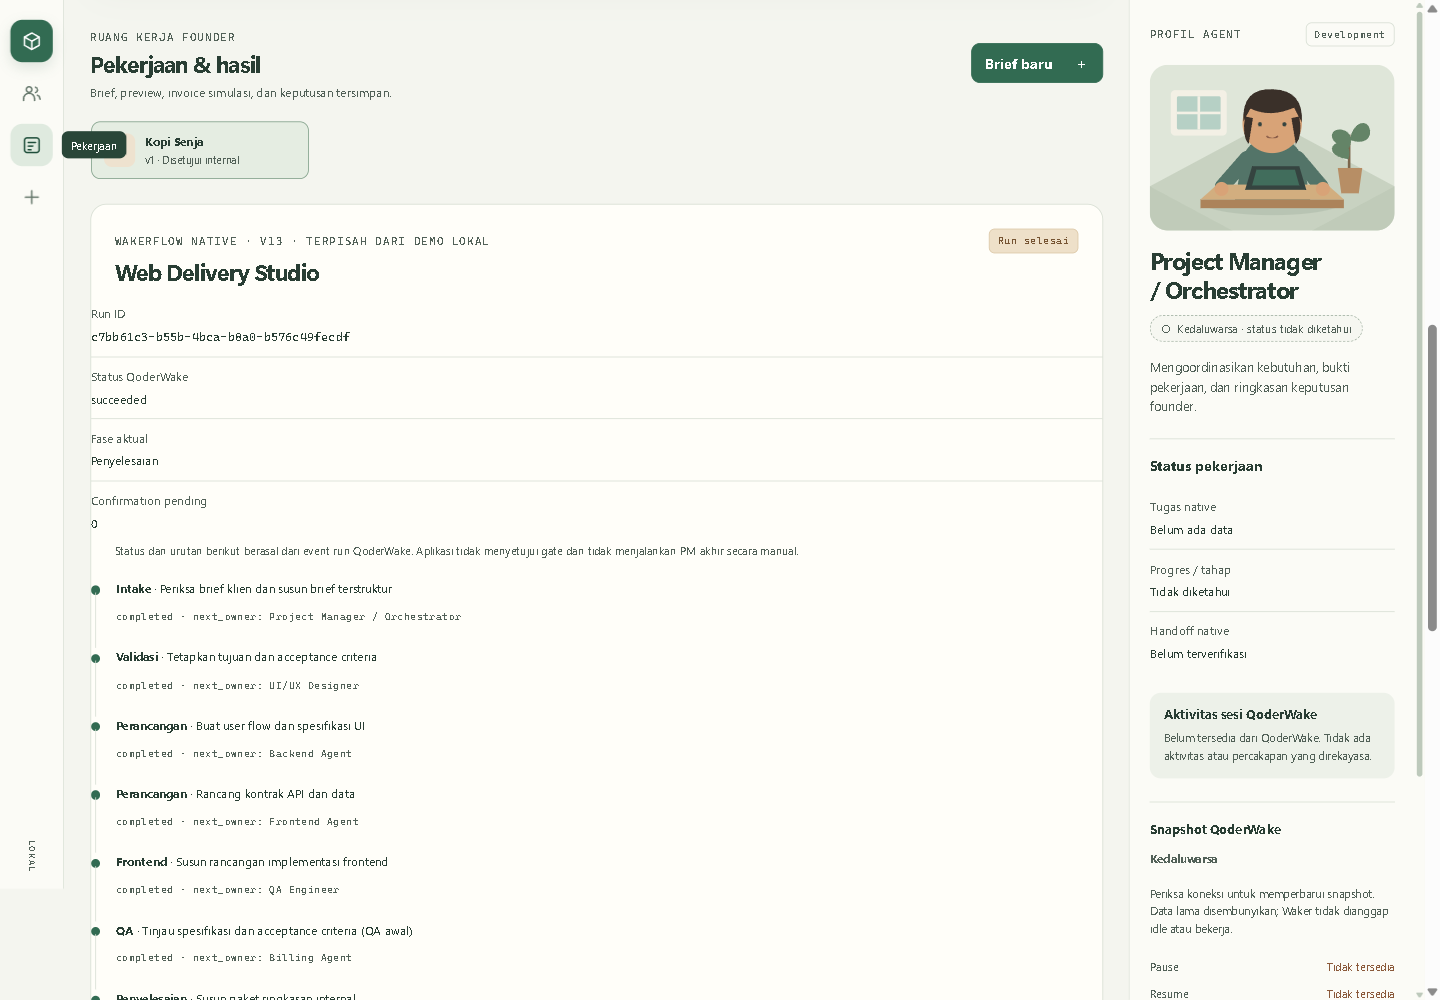 RUANG KERJA FOUNDER
Pekerjaan & hasil
Brief, preview, invoice simulasi, dan keputusan tersimpan.
Brief baru +
Pekerjaan
Kopi Senja
v1 · Disetujui internal
WAKERFLOW NATIVE · V13 · TERPISAH DARI DEMO LOKAL
Run selesai
Web Delivery Studio
Run ID
c7bb61c3-b55b-4bca-b8a0-b576c49fecdf
Status QoderWake
succeeded
Fase aktual
Penyelesaian
Confirmation pending
0
Status dan urutan berikut berasal dari event run QoderWake. Aplikasi tidak menyetujui gate dan tidak menjalankan PM akhir secara manual.
Intake · Periksa brief klien dan susun brief terstruktur
completed · next_owner: Project Manager / Orchestrator
Validasi · Tetapkan tujuan dan acceptance criteria
completed · next_owner: UI/UX Designer
Perancangan · Buat user flow dan spesifikasi UI
completed · next_owner: Backend Agent
Perancangan · Rancang kontrak API dan data
completed · next_owner: Frontend Agent
Frontend · Susun rancangan implementasi frontend
completed · next_owner: QA Engineer
QA · Tinjau spesifikasi dan acceptance criteria (QA awal)
completed · next_owner: Billing Agent
Penyelesaian · Susun paket ringkasan internal
LOKAL
PROFIL AGENT
Development
Project Manager
/ Orchestrator
Kedaluwarsa · status tidak diketahui
Mengoordinasikan kebutuhan, bukti
pekerjaan, dan ringkasan keputusan
founder.
Status pekerjaan
Tugas native
Belum ada data
Progres / tahap
Tidak diketahui
Handoff native
Belum terverifikasi
Aktivitas sesi QoderWake
Belum tersedia dari QoderWake. Tidak ada
aktivitas atau percakapan yang direkayasa.
Snapshot QoderWake
Kedaluwarsa
Periksa koneksi untuk memperbarui snapshot.
Data lama disembunyikan; Waker tidak dianggap
idle atau bekerja.
Pause Tidak tersedia
Resume Tidak tersedia